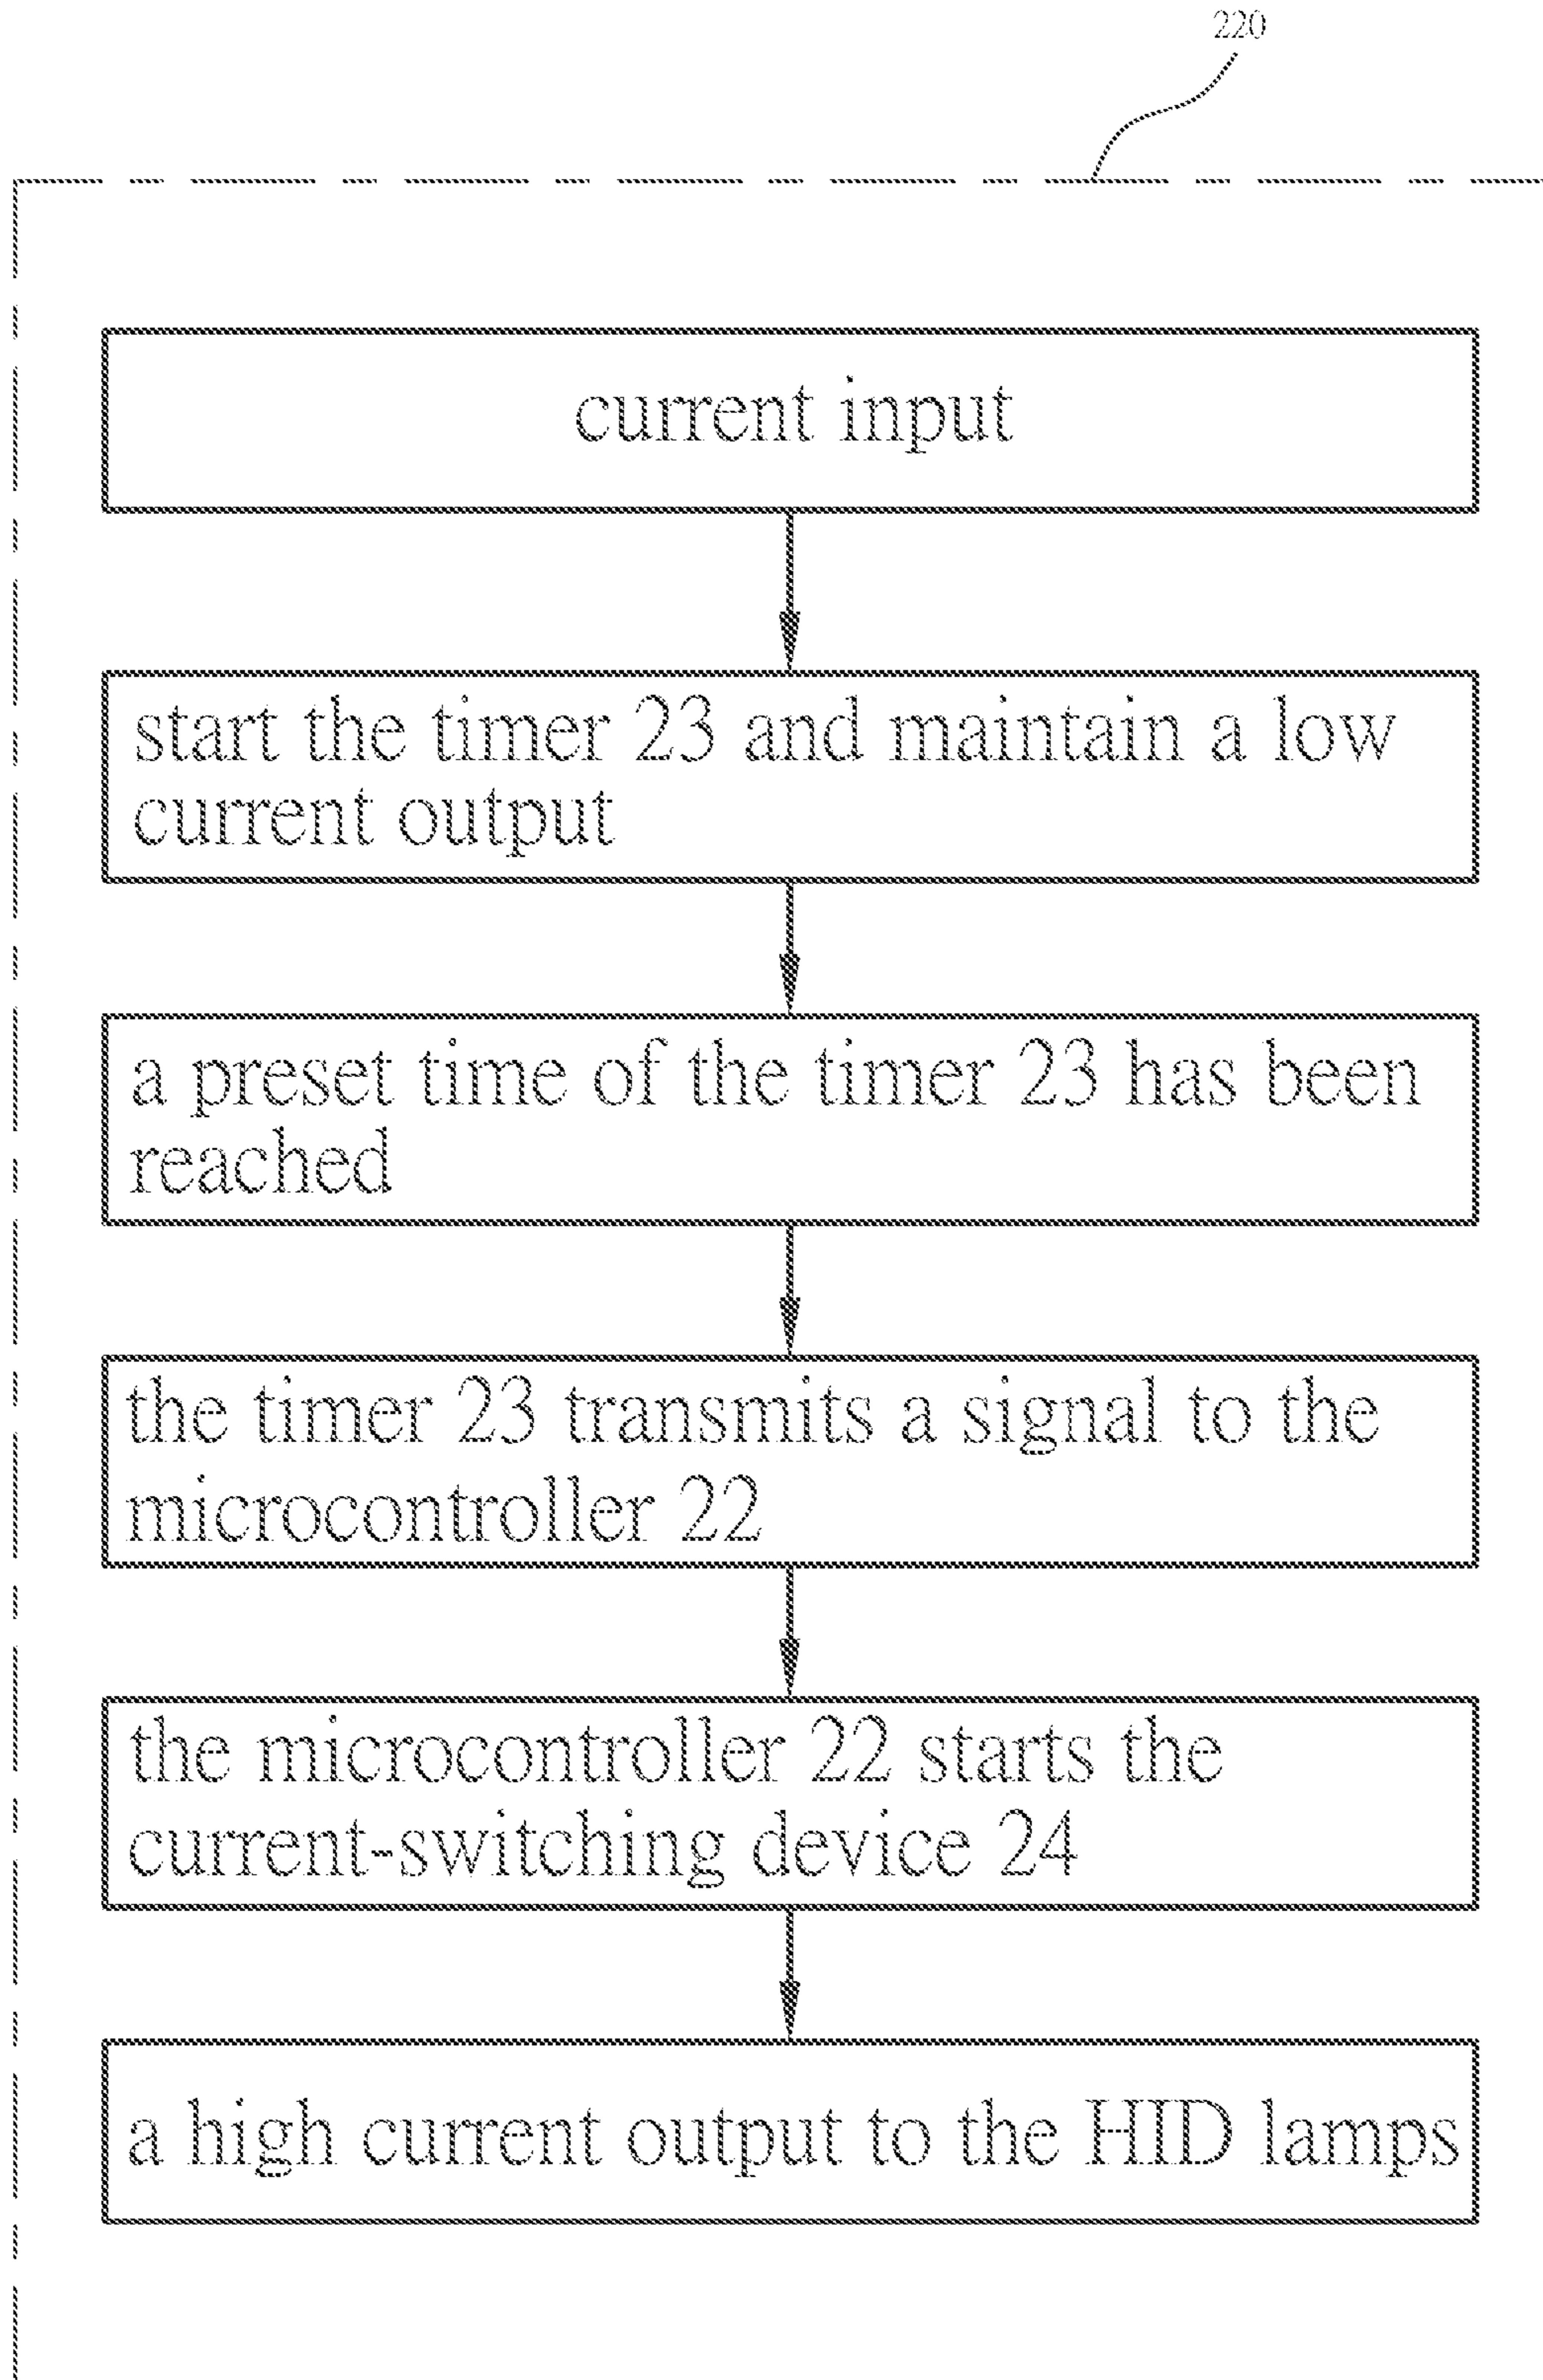 220
current input
start the timer 23 and maintain a low
current output
a preset time of the timer 23 has been
reached
the timer 23 transmits a signal to the
microcontroller 22
the microcontroller 22 starts the
current-switching device 24
a high current output to the HID lamps